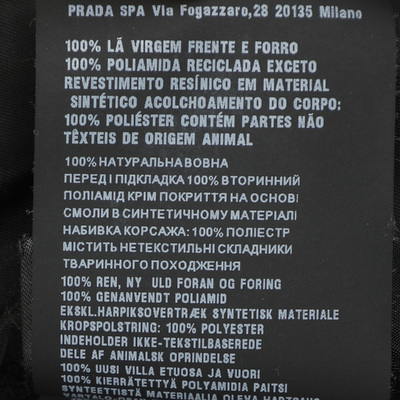 PRADA SPA Via Fogazzaro,28 20135 Milano
100% LÃ VIRGEM FRENTE E FORRO
100% POLIAMIDA RECICLADA EXCETO
REVESTIMENTO RESÍNICO EM MATERIAL
SINTÉTICO ACOLCHOAMENTO DO CORPO:
100% POLIÉSTER CONTÉM PARTES NÃO
TÊXTEIS DE ORIGEM ANIMAL
100% НАТУРАЛЬНА ВОВНА
ПЕРЕД І ПІДКЛАДКА 100% ВТОРИННИЙ
ПОЛІАМІД КРІМ ПОКРИТТЯ НА ОСНОВІ
СМОЛИ В СИНТЕТИЧНОМУ МАТЕРІАЛІ
НАБИВКА КОРСАЖА: 100% ПОЛІЕСТР
МІСТИТЬ НЕТЕКСТИЛЬНІ СКЛАДНИКИ
ТВАРИННОГО ПОХОДЖЕННЯ
100% REN, NY ULD FORAN OG FORING
100% GENANVENDT POLIAMID
EKSKL.HARPIKSOVERTRÆK SYNTETISK MATERIALE
KROPSPOLSTRING: 100% POLYESTER
INDEHOLDER IKKE-TEKSTILBASEREDE
DELE AF ANIMALSK OPRINDELSE
100% UUSI VILLA ETUOSA JA VUORI
100% KIERRÄTETTYÄ POLYAMIDIA PAITSI
SYNTEETTISTÄ MATERIAALIA OLEVA HARTSAUS